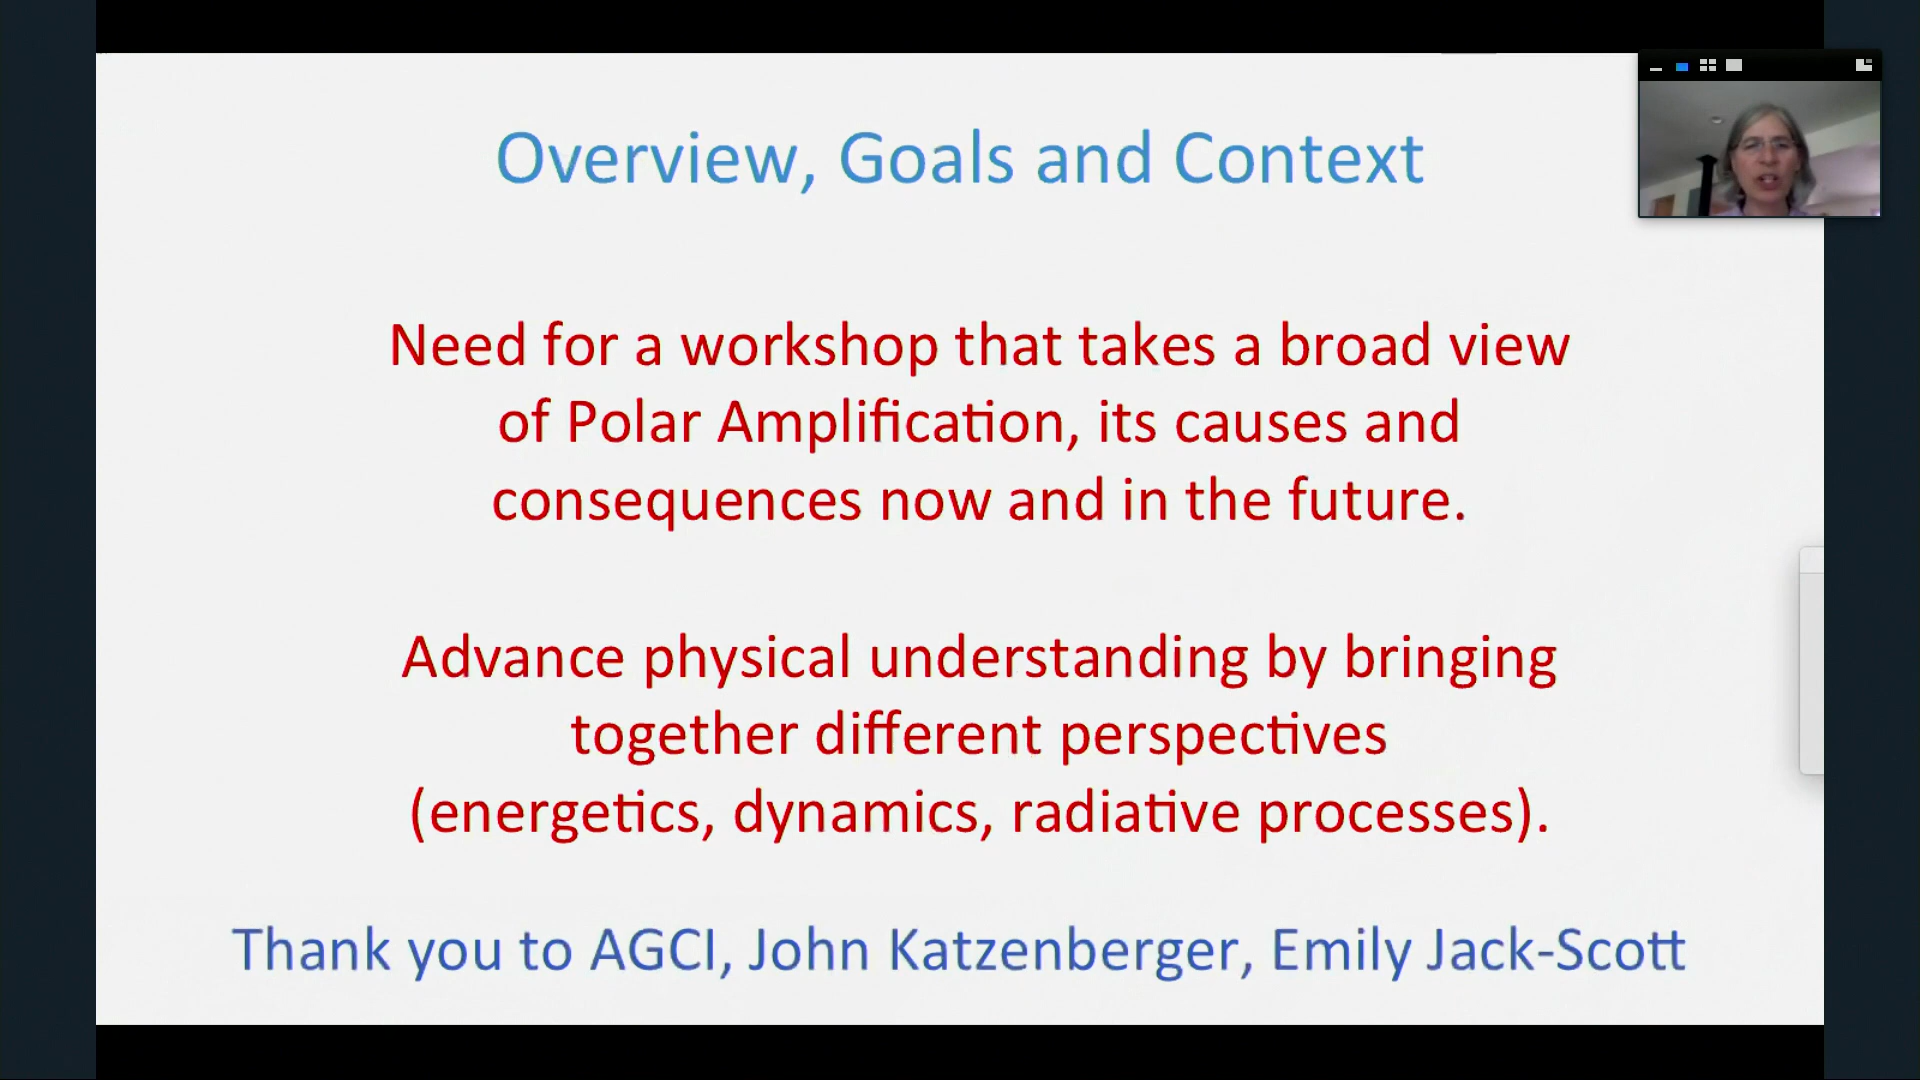 Overview, Goals and Context
Need for a workshop that takes a broad view
of Polar Amplification, its causes and
consequences now and in the future.
Advance physical understanding by bringing
together different perspectives
(energetics, dynamics, radiative processes).
Thank you to AGCI, John Katzenberger, Emily Jack-Scott